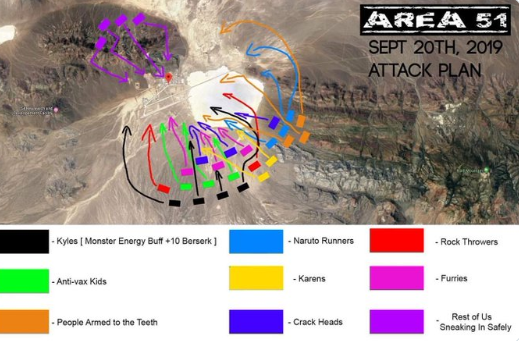 AREA 51
SEPT 20TH, 2019
ATTACK PLAN
- Kyles [ Monster Energy Buff +10 Berserk ]
- Naruto Runners
- Rock Throwers
- Anti-vax Kids
- Karens
- Furries
- People Armed to the Teeth
- Crack Heads
- Rest of Us
Sneaking In Safely